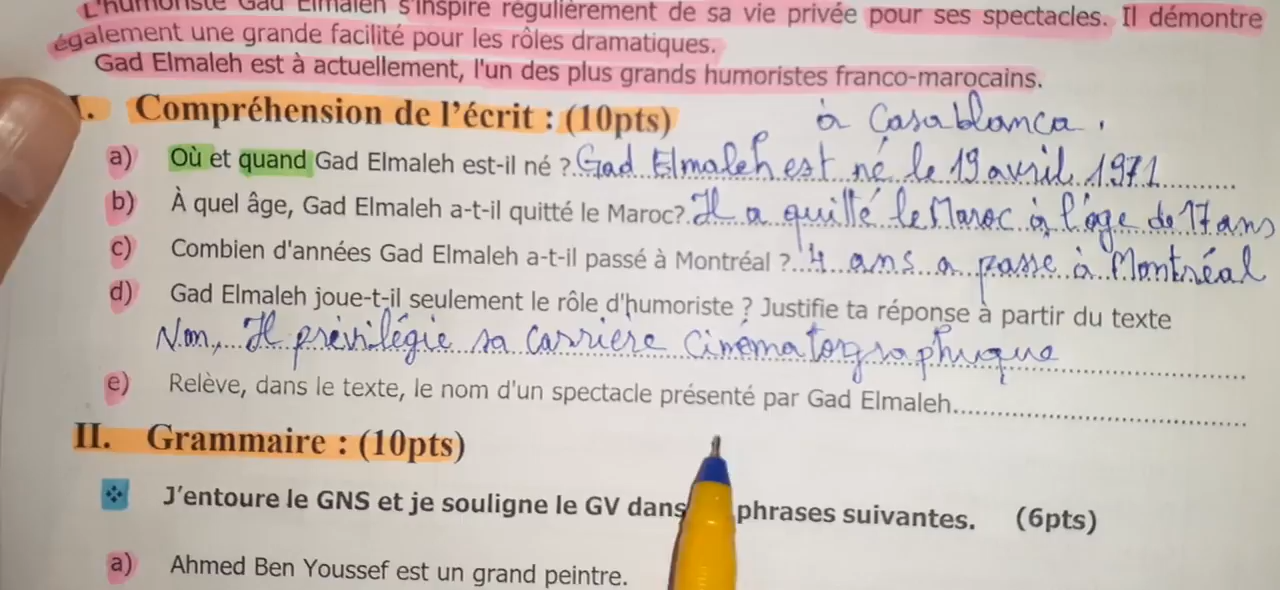 L'humoriste Gad Elmaleh s'inspire régulièrement de sa vie privée pour ses spectacles. Il démontre
également une grande facilité pour les rôles dramatiques.
Gad Elmaleh est à actuellement, l'un des plus grands humoristes franco-marocains.
I. Compréhension de l'écrit : (10pts)
à Casablanca.
a) Où et quand Gad Elmaleh est-il né ?.Gad Elmaleh est né le 19 avril 1971..........
b) À quel âge, Gad Elmaleh a-t-il quitté le Maroc?.Il a quitté le Maroc à l'âge de 17 ans
c) Combien d'années Gad Elmaleh a-t-il passé à Montréal ?...4 ans a passe à Montréal
d) Gad Elmaleh joue-t-il seulement le rôle d'humoriste ? Justifie ta réponse à partir du texte
Non, Il prévilégie sa carriere cinématographique
e) Relève, dans le texte, le nom d'un spectacle présenté par Gad Elmaleh...............................
II. Grammaire : (10pts)
J'entoure le GNS et je souligne le GV dans phrases suivantes. (6pts)
a) Ahmed Ben Youssef est un grand peintre.